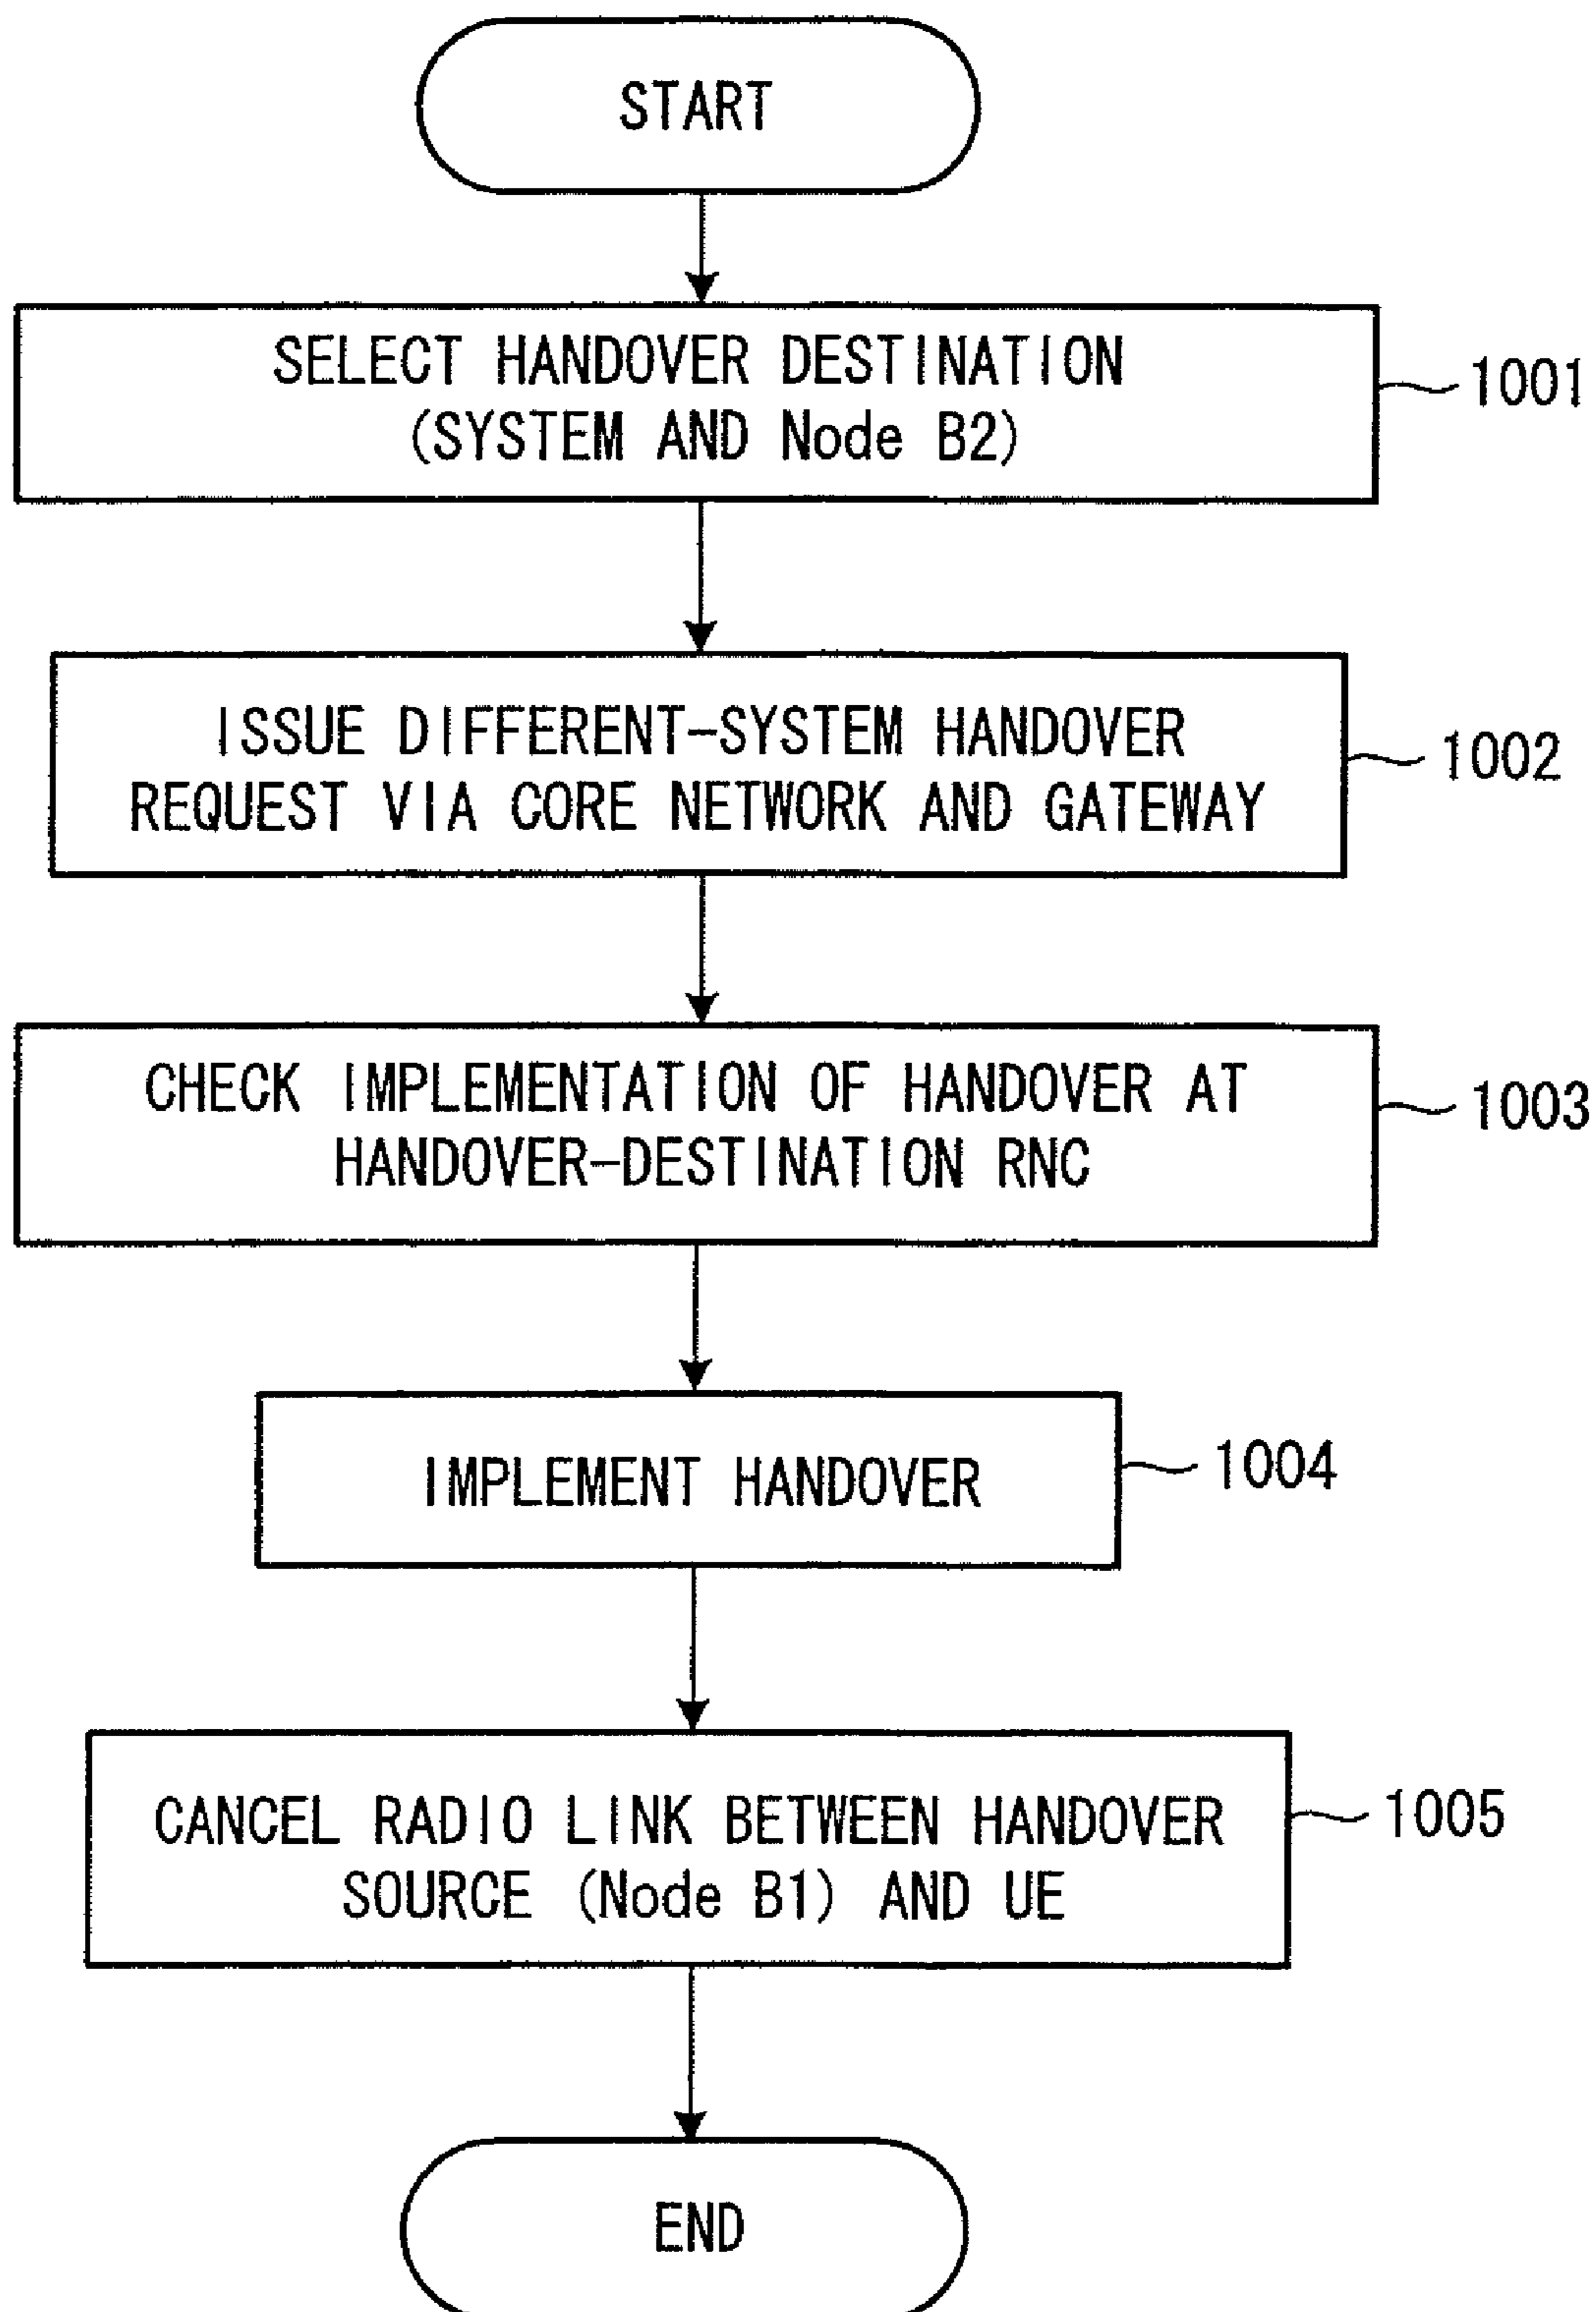 START
SELECT HANDOVER DESTINATION
(SYSTEM AND Node B2)
1001
ISSUE DIFFERENT-SYSTEM HANDOVER
REQUEST VIA CORE NETWORK AND GATEWAY
1002
CHECK IMPLEMENTATION OF HANDOVER AT
HANDOVER-DESTINATION RNC
1003
IMPLEMENT HANDOVER
1004
CANCEL RADIO LINK BETWEEN HANDOVER
SOURCE (Node B1) AND UE
1005
END